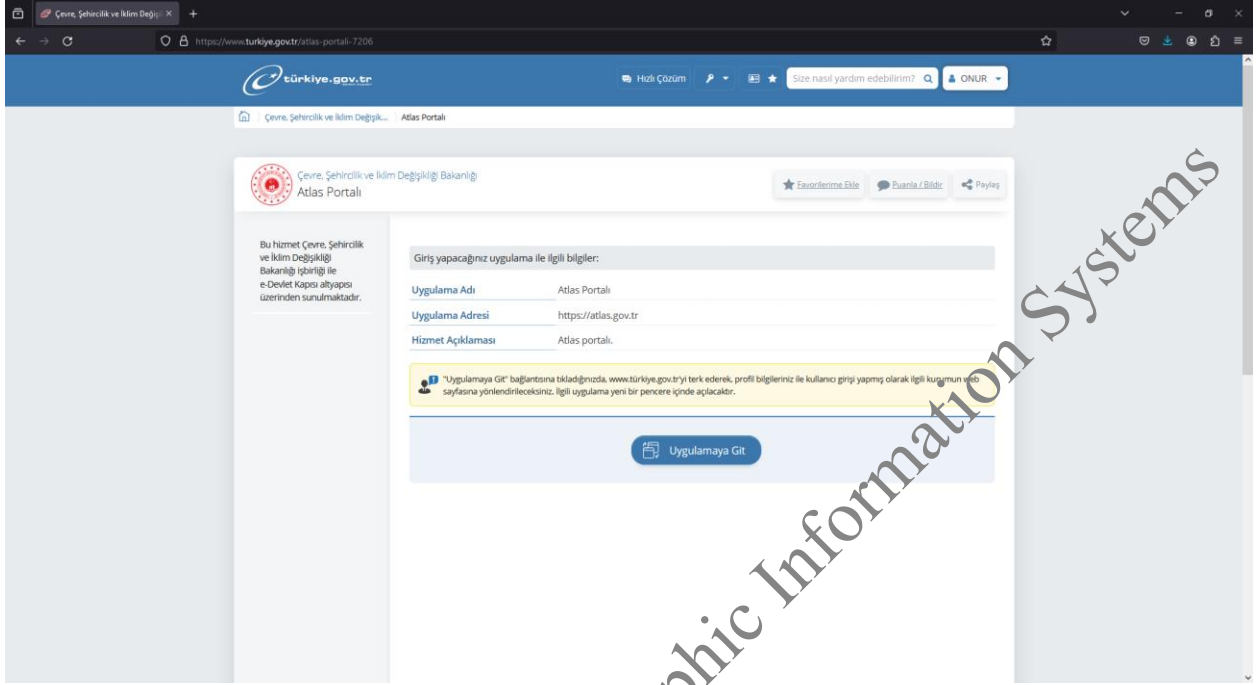 Çevre, Şehircilik ve İklim Değişi
https://www.turkiye.gov.tr/atlas-portali-7206
türkiye.gov.tr
Hızlı Çözüm
Size nasıl yardım edebilirim?
ONUR
Çevre, Şehircilik ve İklim Değişik...
Atlas Portalı
Çevre, Şehircilik ve İklim Değişikliği Bakanlığı
Atlas Portalı
Favorilerime Ekle
Puanla / Bildir
Paylaş
Bu hizmet Çevre, Şehircilik
ve İklim Değişikliği
Bakanlığı işbirliği ile
e-Devlet Kapısı altyapısı
üzerinden sunulmaktadır.
Giriş yapacağınız uygulama ile ilgili bilgiler:
Uygulama Adı Atlas Portalı
Uygulama Adresi https://atlas.gov.tr
Hizmet Açıklaması Atlas portalı.
"Uygulamaya Git" bağlantısına tıkladığınızda, www.türkiye.gov.tr'yi terk ederek, profil bilgileriniz ile kullanıcı girişi yapmış olarak ilgili kurumun web
sayfasına yönlendirileceksiniz. İlgili uygulama yeni bir pencere içinde açılacaktır.
Uygulamaya Git
phic Information Systems